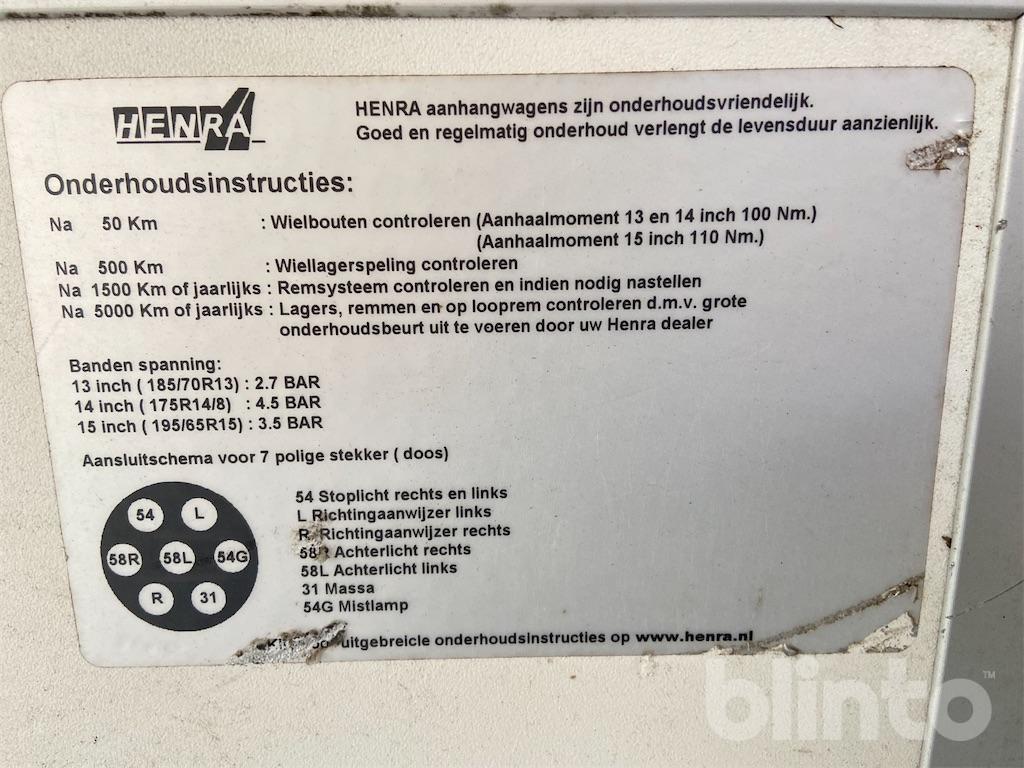 HENRA
HENRA aanhangwagens zijn onderhoudsvriendelijk.
Goed en regelmatig onderhoud verlengt de levensduur aanzienlijk.
Onderhoudsinstructies:
Na 50 Km : Wielbouten controleren (Aanhaalmoment 13 en 14 inch 100 Nm.)
(Aanhaalmoment 15 inch 110 Nm.)
Na 500 Km : Wiellagerspeling controleren
Na 1500 Km of jaarlijks : Remsysteem controleren en indien nodig nastellen
Na 5000 Km of jaarlijks : Lagers, remmen en op looprem controleren d.m.v. grote
onderhoudsbeurt uit te voeren door uw Henra dealer
Banden spanning:
13 inch ( 185/70R13) : 2.7 BAR
14 inch ( 175R14/8) : 4.5 BAR
15 inch ( 195/65R15) : 3.5 BAR
Aansluitschema voor 7 polige stekker ( doos)
54 L
58R 58L 54G
R 31
54 Stoplicht rechts en links
L Richtingaanwijzer links
R Richtingaanwijzer rechts
58R Achterlicht rechts
58L Achterlicht links
31 Massa
54G Mistlamp
uitgebreicle onderhoudsinstructies op www.henra.nl
blinto™